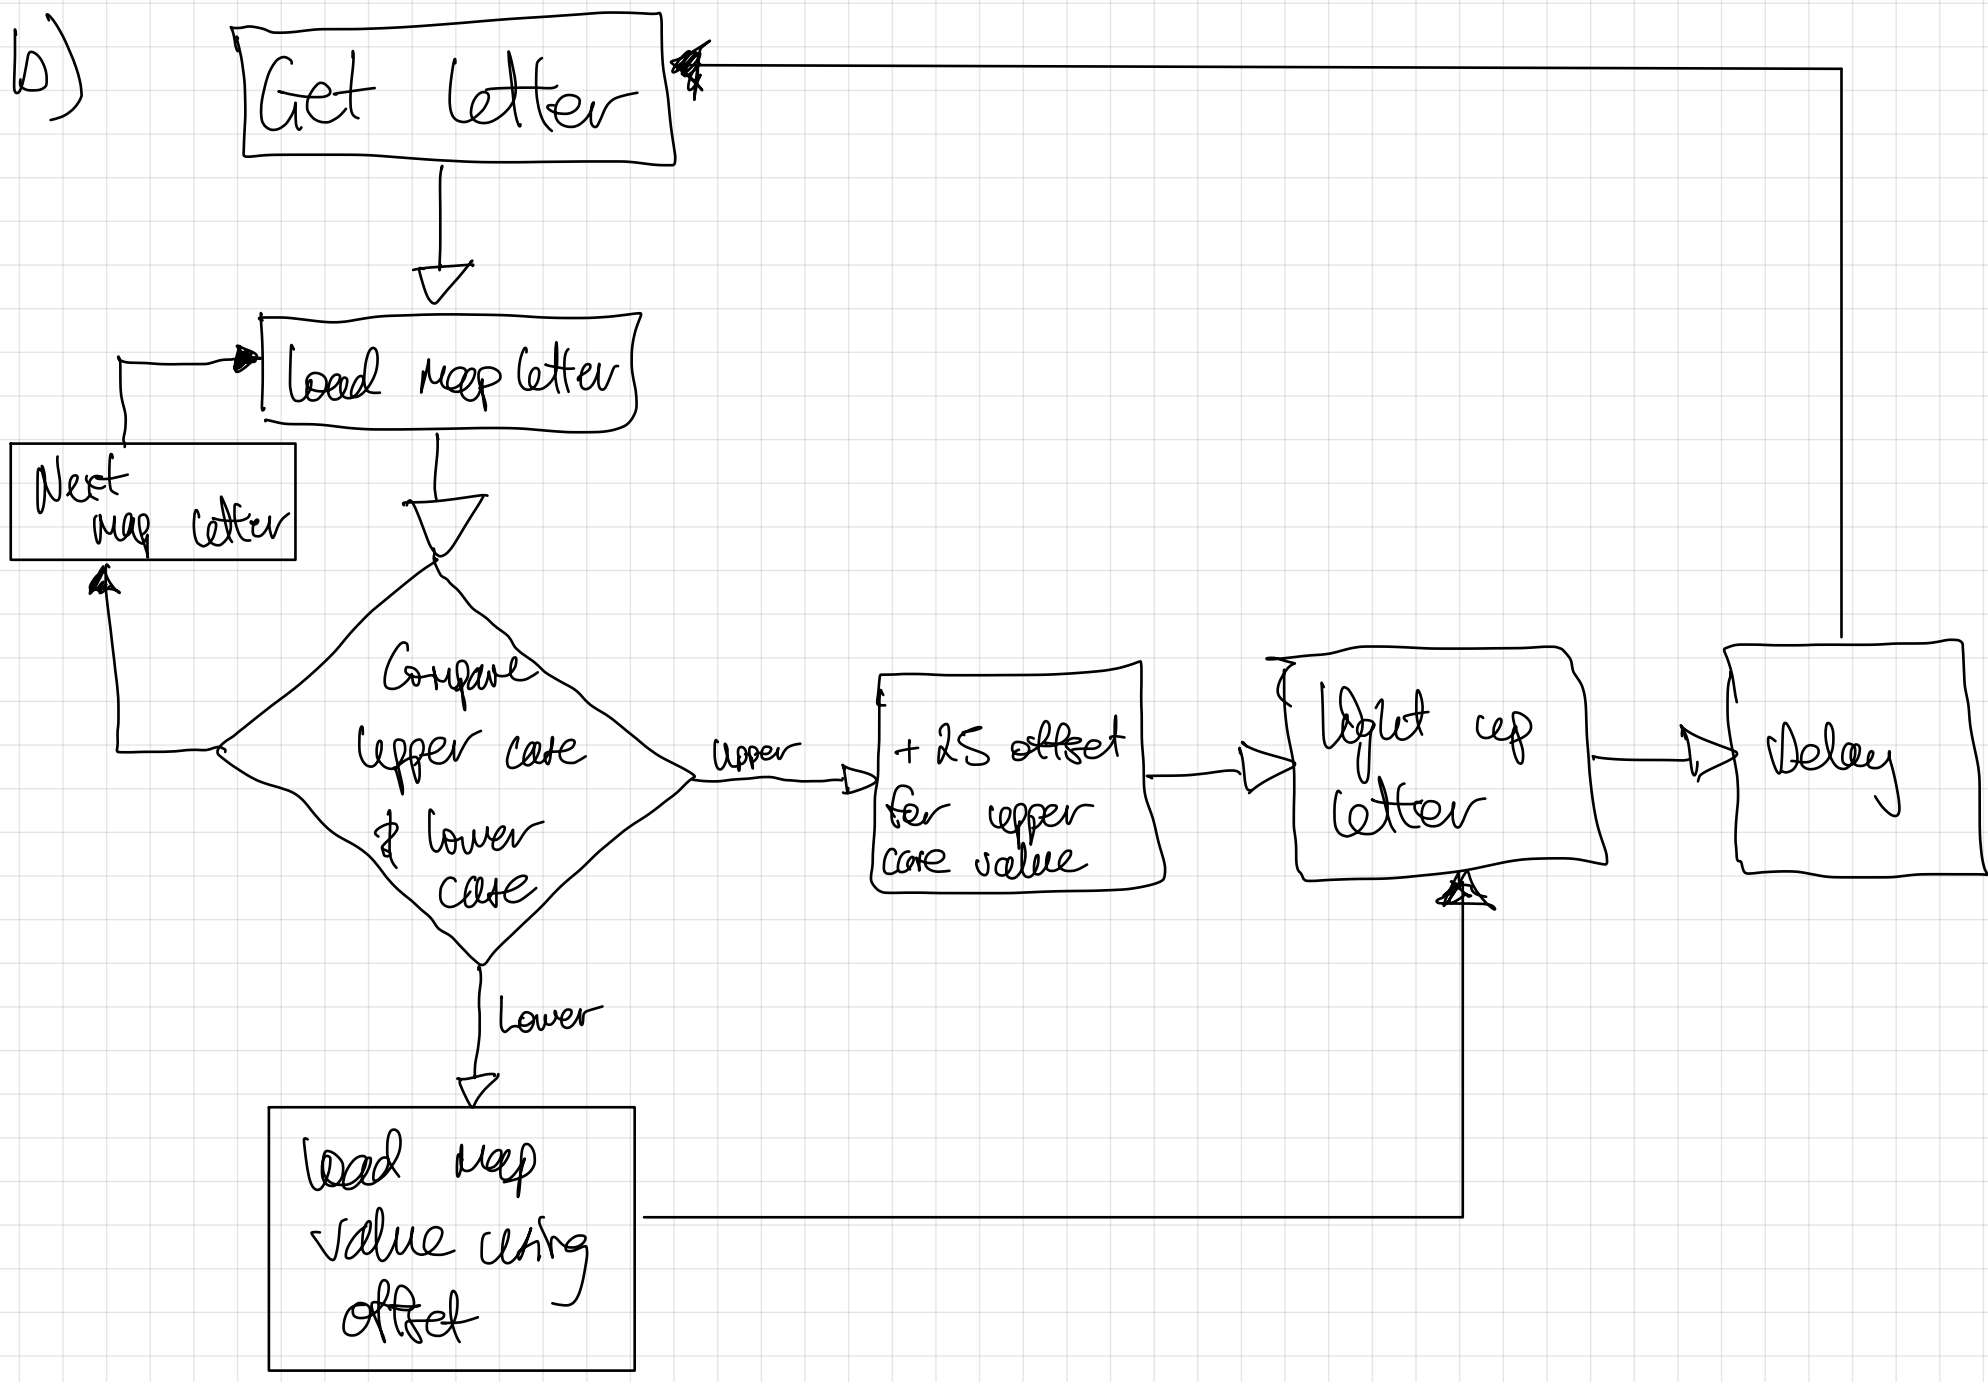 b)
Get letter
Load map letter
Next
map letter
Compare
upper case
& lower
case
upper
+ 25 offset
for upper
case value
Light up
letter
Delay
Lower
Load map
value using
offset